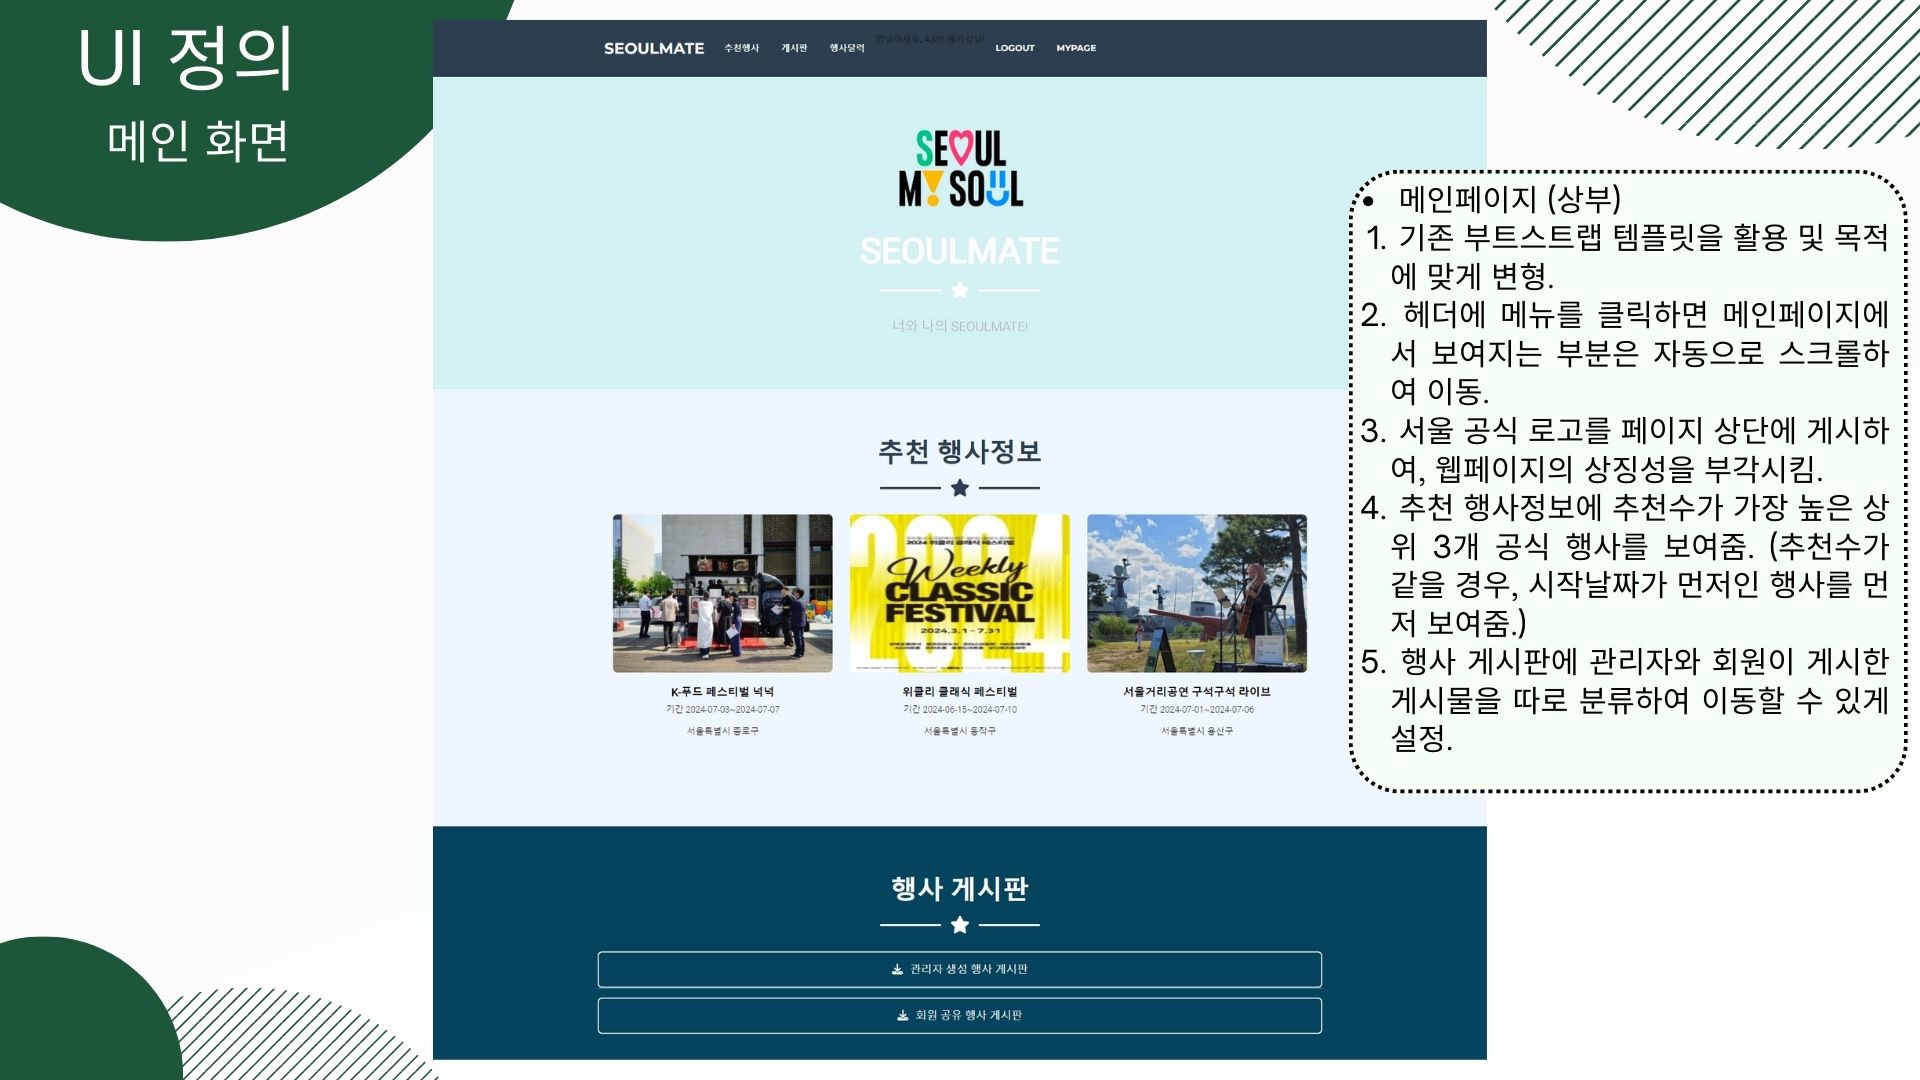 UI 정의
메인 화면
SEOULMATE 추천행사 게시판 행사달력 LOGOUT MYPAGE
SEOUL
MY SOUL
SEOULMATE
너와 나의 SEOULMATE!
추천 행사정보
2024 위클리 클래식 페스티벌
Weekly
CLASSIC
FESTIVAL
2024.3.1 - 7.31
K-푸드 페스티벌 넉넉
기간 2024-07-03~2024-07-07
서울특별시 종로구
위클리 클래식 페스티벌
기간 2024-06-15~2024-07-10
서울특별시 동작구
서울거리공연 구석구석 라이브
기간 2024-07-01~2024-07-06
서울특별시 용산구
행사 게시판
관리자 생성 행사 게시판
회원 공유 행사 게시판
• 메인페이지 (상부)
1. 기존 부트스트랩 템플릿을 활용 및 목적
에 맞게 변형.
2. 헤더에 메뉴를 클릭하면 메인페이지에
서 보여지는 부분은 자동으로 스크롤하
여 이동.
3. 서울 공식 로고를 페이지 상단에 게시하
여, 웹페이지의 상징성을 부각시킴.
4. 추천 행사정보에 추천수가 가장 높은 상
위 3개 공식 행사를 보여줌. (추천수가
같을 경우, 시작날짜가 먼저인 행사를 먼
저 보여줌.)
5. 행사 게시판에 관리자와 회원이 게시한
게시물을 따로 분류하여 이동할 수 있게
설정.